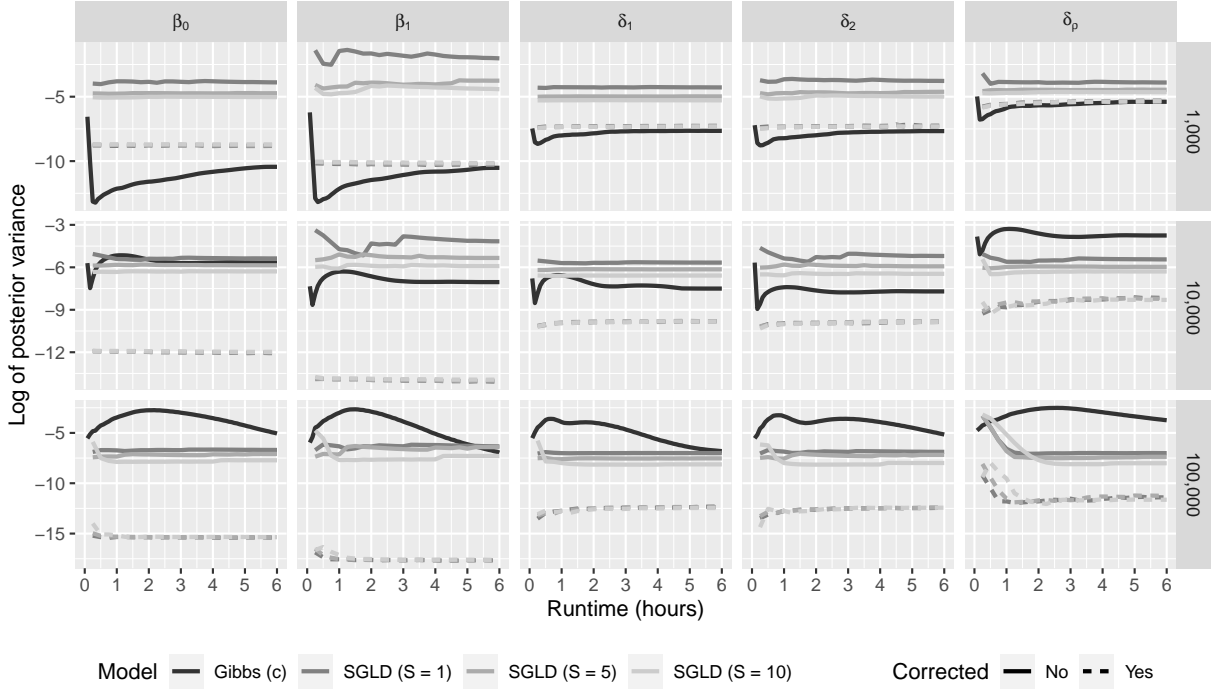 β0 β1 δ1 δ2 δρ
-5
-10
1,000
-3
-6
-9
-12
10,000
-5
-10
-15
100,000
Log of posterior variance
0 1 2 3 4 5 6 0 1 2 3 4 5 6 0 1 2 3 4 5 6 0 1 2 3 4 5 6 0 1 2 3 4 5 6
Runtime (hours)
Model Gibbs (c) SGLD (S = 1) SGLD (S = 5) SGLD (S = 10) Corrected No Yes